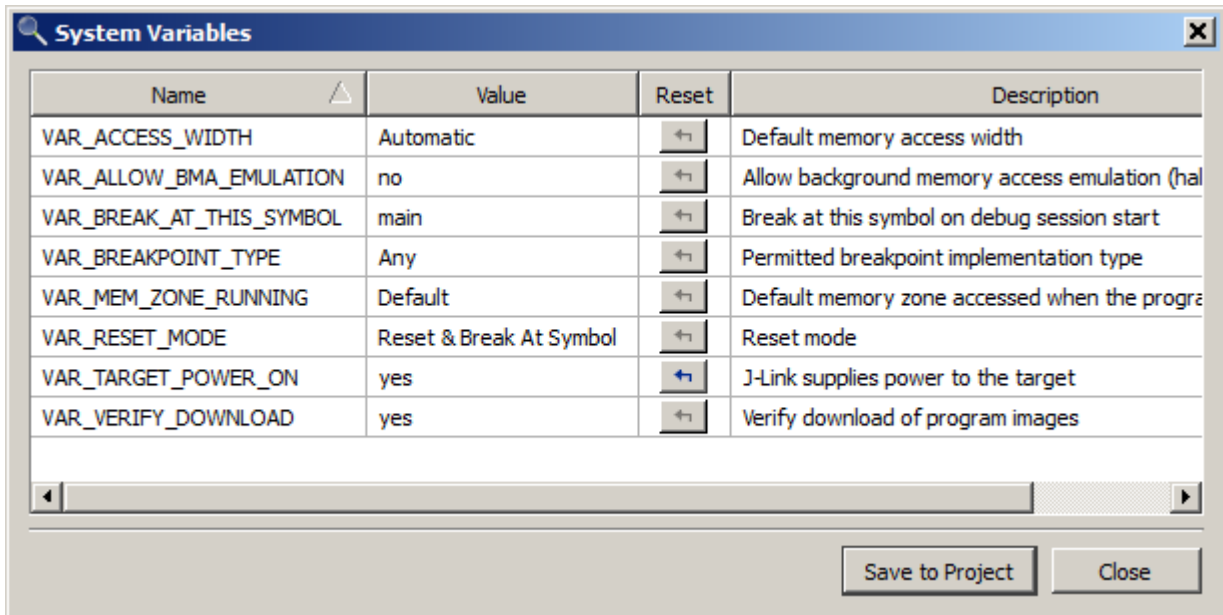 System Variables
Name Value Reset Description
VAR_ACCESS_WIDTH Automatic Default memory access width
VAR_ALLOW_BMA_EMULATION no Allow background memory access emulation (hal
VAR_BREAK_AT_THIS_SYMBOL main Break at this symbol on debug session start
VAR_BREAKPOINT_TYPE Any Permitted breakpoint implementation type
VAR_MEM_ZONE_RUNNING Default Default memory zone accessed when the progra
VAR_RESET_MODE Reset & Break At Symbol Reset mode
VAR_TARGET_POWER_ON yes J-Link supplies power to the target
VAR_VERIFY_DOWNLOAD yes Verify download of program images
Save to Project Close